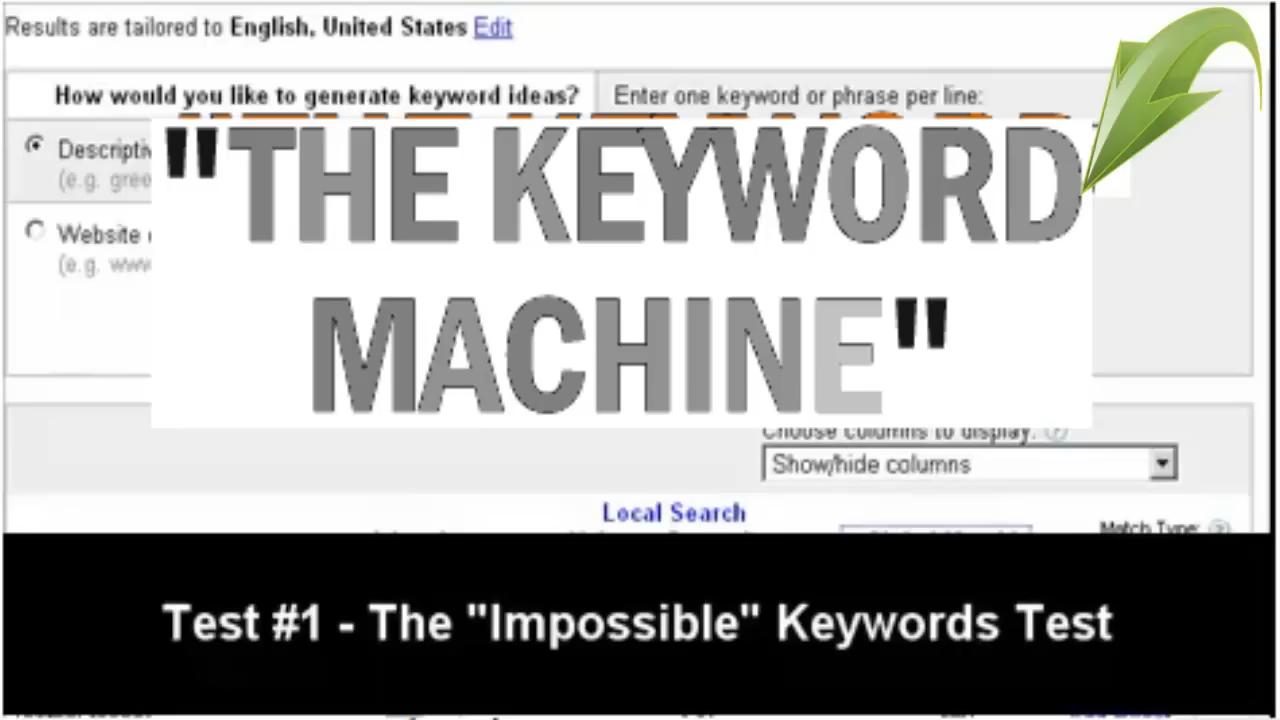 Results are tailored to English, United States Edit
How would you like to generate keyword ideas?
Enter one keyword or phrase per line:
"THE KEYWORD
MACHINE"
Website
(e.g. www
Choose columns to display:
Show/hide columns
Local Search
Match Type:
Test #1 - The "Impossible" Keywords Test